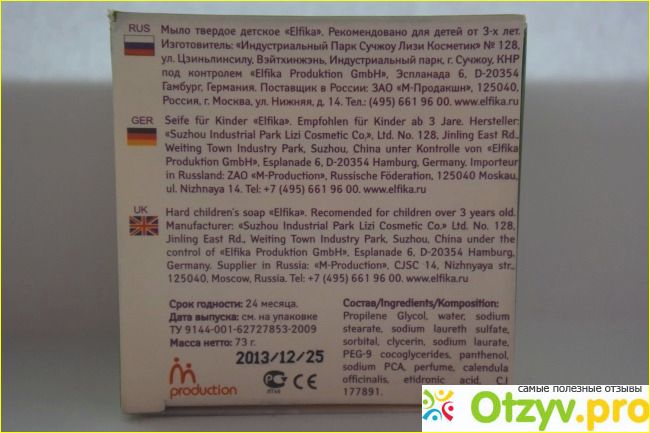 RUS
Мыло твердое детское «Elfika». Рекомендовано для детей от 3-х лет.
Изготовитель: «Индустриальный Парк Сучжоу Лизи Косметик» № 128,
ул. Цзиньлинсилу, Вэйтхинжэнь, Индустриальный парк, г. Сучжоу, КНР
под контролем «Elfika Produktion GmbH», Эспланада 6, D-20354
Гамбург, Германия. Поставщик в России: ЗАО «М-Продакшн», 125040,
Россия, г. Москва, ул. Нижняя, д. 14. Тел.: (495) 661 96 00. www.elfika.ru
GER
Seife für Kinder «Elfika». Empfohlen für Kinder ab 3 Jare. Hersteller:
«Suzhou Industrial Park Lizi Cosmetic Co.», Ltd. No. 128, Jinling East Rd.,
Weiting Town Industry Park, Suzhou, China unter Kontrolle von «Elfika
Produktion GmbH», Esplanade 6, D-20354 Hamburg, Germany. Importeur
in Russland: ZAO «M-Production», Russische Föderation, 125040 Moskau,
ul. Nizhnaya 14. Tel: +7 (495) 661 96 00. www.elfika.ru
UK
Hard children's soap «Elfika». Recomended for children over 3 years old.
Manufacturer: «Suzhou Industrial Park Lizi Cosmetic Co.», Ltd. No. 128,
Jinling East Rd., Weiting Town Industry Park, Suzhou, China under the
control of «Elfika Produktion GmbH», Esplanade 6, D-20354 Hamburg,
Germany. Supplier in Russia: «M-Production», CJSC 14, Nizhnyaya str.,
125040, Moscow, Russia. Tel: +7 (495) 661 96 00. www.elfika.ru
Срок годности: 24 месяца.
Дата выпуска: см. на упаковке
ТУ 9144-001-62727853-2009
Масса нетто: 73 г.
2013/12/25
production
РСТ
CE
Состав/Ingredients/Komposition:
Propilene Glycol, water, sodium
stearate, sodium laureth sulfate,
sorbital, glycerin, sodium laurate,
PEG-9 cocoglycerides, panthenol,
sodium PCA, perfume, calendula
officinalis, etidronic acid, C.I.
177891.
самые полезные отзывы
Otzyv.pro